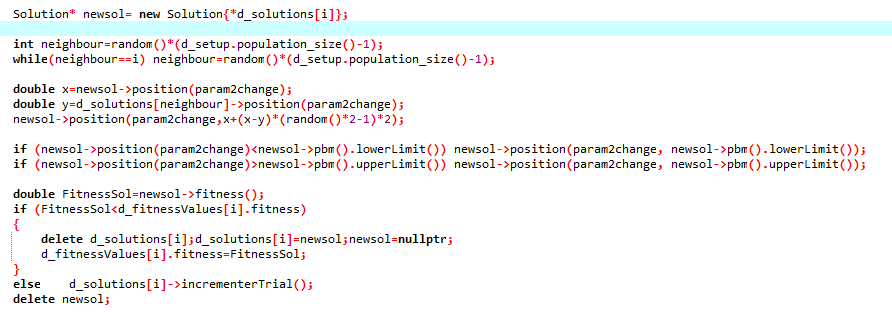 Solution* newsol= new Solution{*d_solutions[i]};
int neighbour=random()*(d_setup.population_size()-1);
while(neighbour==i) neighbour=random()*(d_setup.population_size()-1);
double x=newsol->position(param2change);
double y=d_solutions[neighbour]->position(param2change);
newsol->position(param2change,x+(x-y)*(random()*2-1)*2);
if (newsol->position(param2change)<newsol->pbm().lowerLimit()) newsol->position(param2change, newsol->pbm().lowerLimit());
if (newsol->position(param2change)>newsol->pbm().upperLimit()) newsol->position(param2change, newsol->pbm().upperLimit());
double FitnessSol=newsol->fitness();
if (FitnessSol<d_fitnessValues[i].fitness)
{
    delete d_solutions[i];d_solutions[i]=newsol;newsol=nullptr;
    d_fitnessValues[i].fitness=FitnessSol;
}
else    d_solutions[i]->incrementerTrial();
delete newsol;